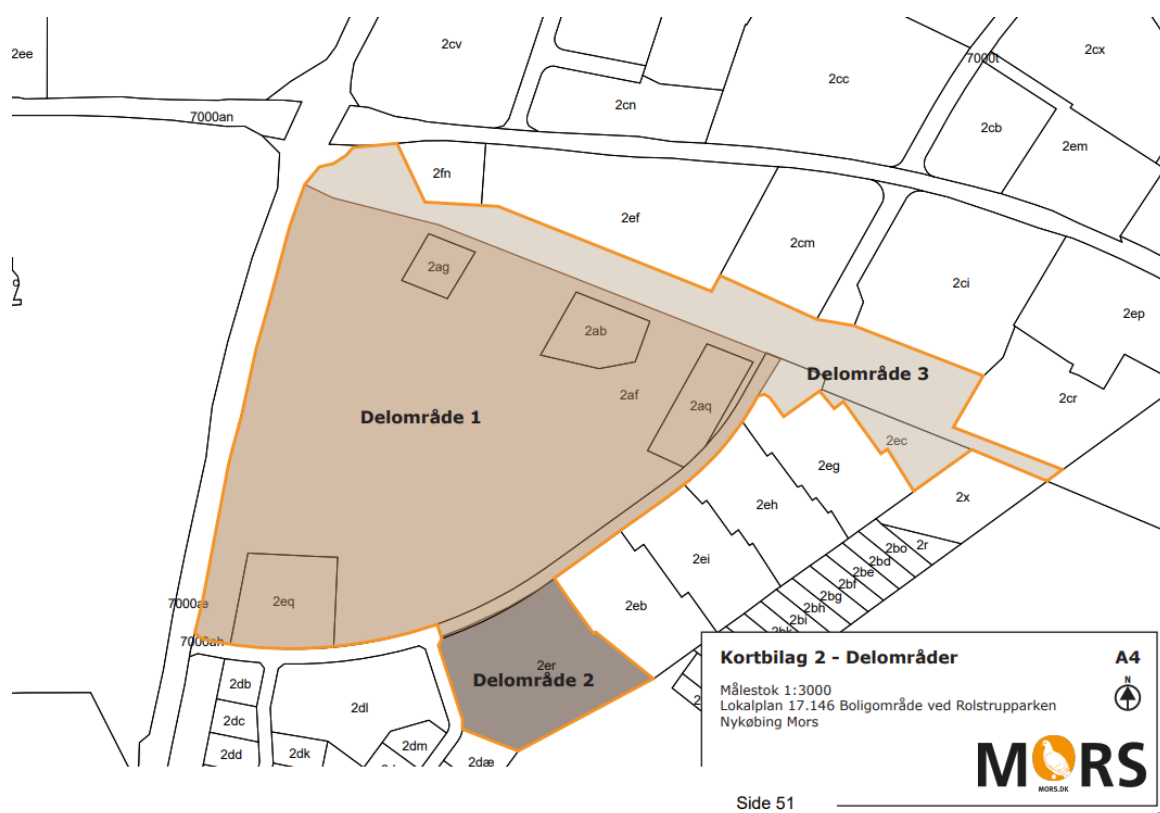 2ee
2cv
2cx
7000t
2cc
2cn
7000an
2cb
2em
2fn
2ef
2cm
2ag
2ci
2ep
2ab
Delområde 3
2af
2cr
2aq
Delområde 1
2ec
2eg
2x
2eh
2bo
2r
2bd
2ei
2be
2bf
2bg
2eq
7000æ
2eb
2bh
2bi
7000ah
2er
Delområde 2
2db
2dl
2dc
2dm
2dd
2dk
2dæ
Kortbilag 2 - Delområder
A4
N
Målestok 1:3000
Lokalplan 17.146 Boligområde ved Rolstrupparken
Nykøbing Mors
MORS
MORS.DK
Side 51